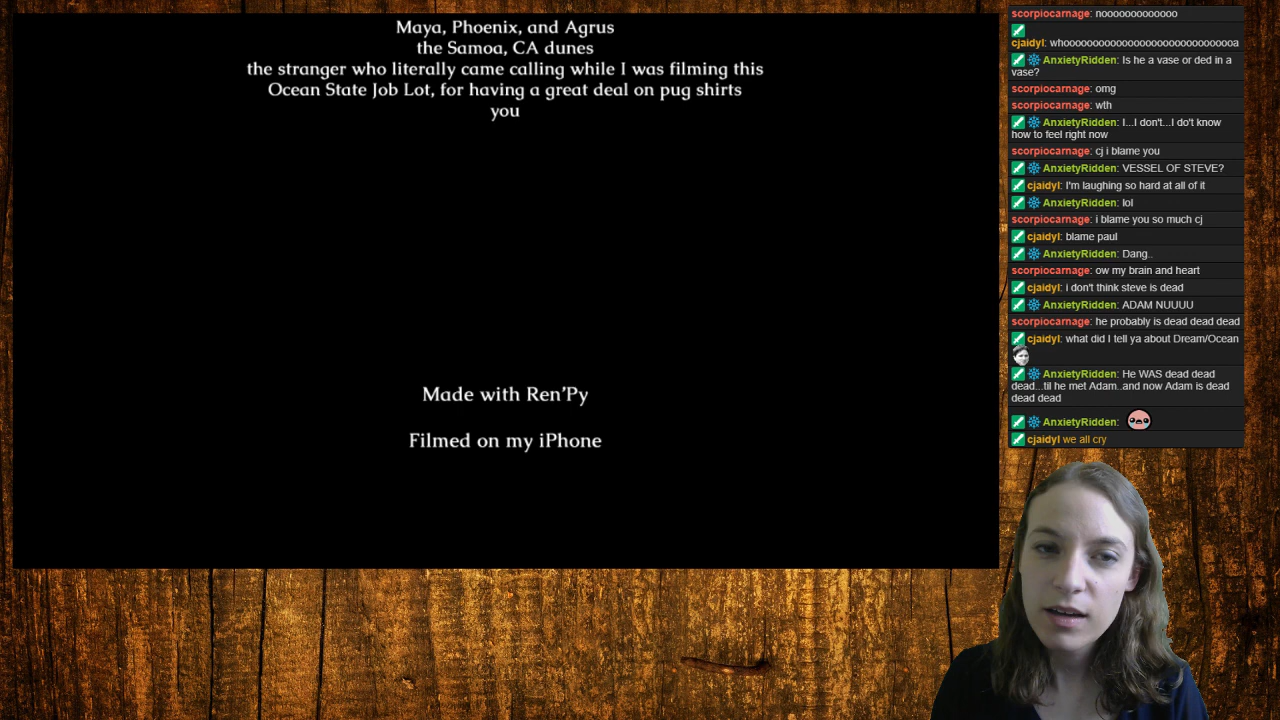 Maya, Phoenix, and Agrus
the Samoa, CA dunes
the stranger who literally came calling while I was filming this
Ocean State Job Lot, for having a great deal on pug shirts
you
Made with Ren'Py
Filmed on my iPhone
scorpiocarnage: nooooooooooooo
cjaidyl: whoooooooooooooooooooooooooooooa
AnxietyRidden: Is he a vase or ded in a
vase?
scorpiocarnage: omg
scorpiocarnage: wth
AnxietyRidden: I...I don't...I do't know
how to feel right now
scorpiocarnage: cj i blame you
AnxietyRidden: VESSEL OF STEVE?
cjaidyl: I'm laughing so hard at all of it
AnxietyRidden: lol
scorpiocarnage: i blame you so much cj
cjaidyl: blame paul
AnxietyRidden: Dang..
scorpiocarnage: ow my brain and heart
cjaidyl: i don't think steve is dead
AnxietyRidden: ADAM NUUUU
scorpiocarnage: he probably is dead dead dead
cjaidyl: what did I tell ya about Dream/Ocean
AnxietyRidden: He WAS dead dead
dead...til he met Adam..and now Adam is dead
dead dead
AnxietyRidden:
cjaidyl we all cry